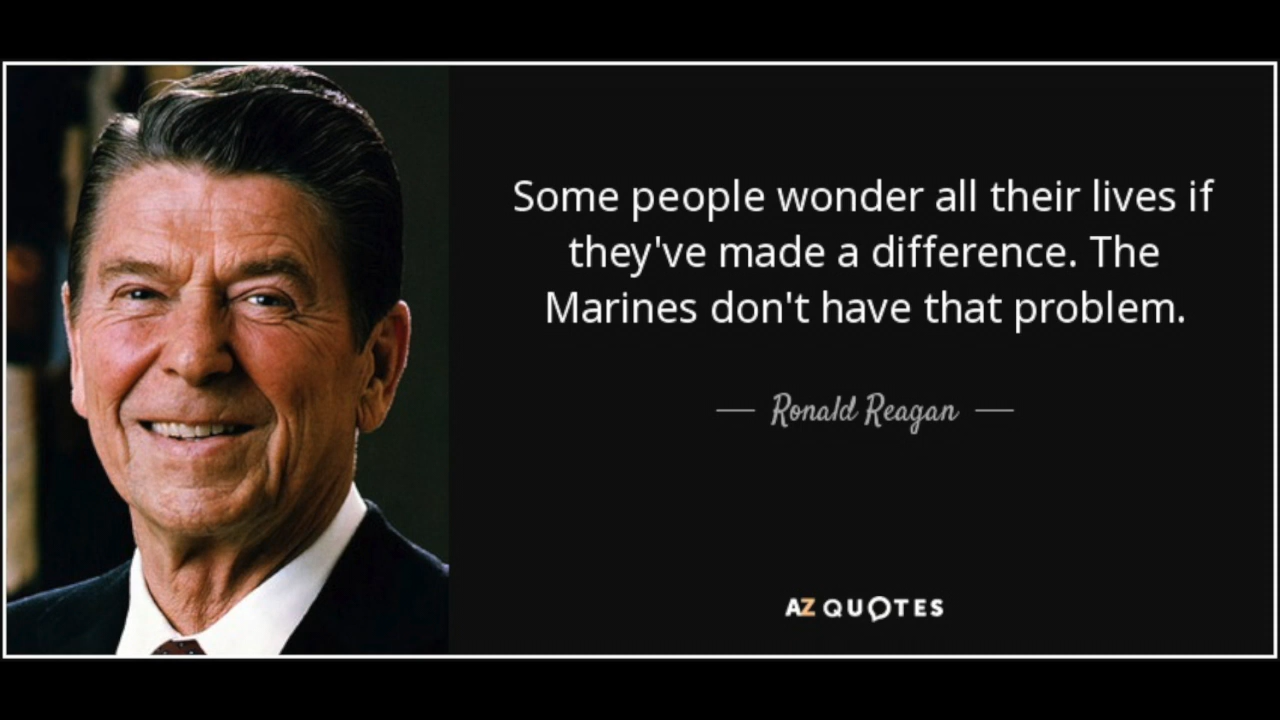 Some people wonder all their lives if
they've made a difference. The
Marines don't have that problem.
Ronald Reagan
AZ QUOTES